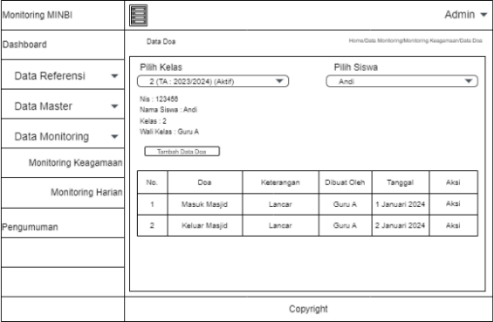 Monitoring MINBI
Admin
Dashboard
Data Doa
Home/Data Monitoring/Monitoring Keagamaan/Data Doa
Data Referensi
Data Master
Data Monitoring
Monitoring Keagamaan
Monitoring Harian
Pengumuman
Pilih Kelas
Pilih Siswa
2 (TA : 2023/2024) (Aktif)
Andi
Nis : 123456
Nama Siswa : Andi
Kelas : 2
Wali Kelas : Guru A
Tambah Data Doa
No. Doa Keterangan Dibuat Oleh Tanggal Aksi
1 Masuk Masjid Lancar Guru A 1 Januari 2024 Aksi
2 Keluar Masjid Lancar Guru A 2 Januari 2024 Aksi
Copyright